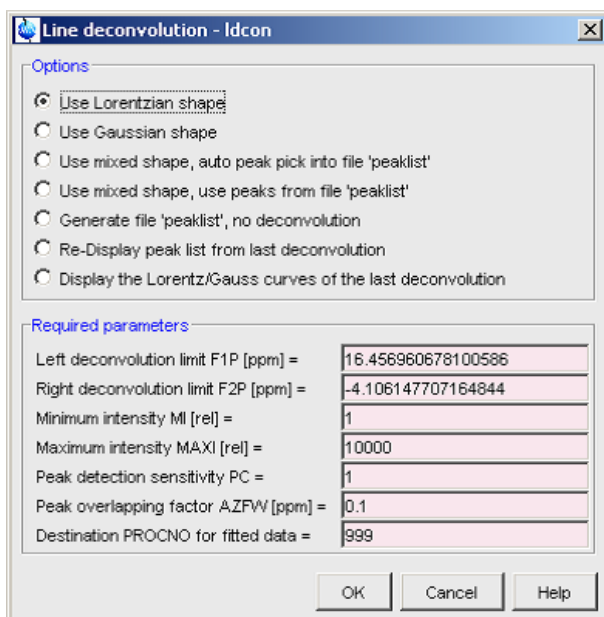 Line deconvolution - ldcon
Options
Use Lorentzian shape
Use Gaussian shape
Use mixed shape, auto peak pick into file 'peaklist'
Use mixed shape, use peaks from file 'peaklist'
Generate file 'peaklist', no deconvolution
Re-Display peak list from last deconvolution
Display the Lorentz/Gauss curves of the last deconvolution
Required parameters
Left deconvolution limit F1P [ppm] = 16.456960678100586
Right deconvolution limit F2P [ppm] = -4.106147707164844
Minimum intensity MI [rel] = 1
Maximum intensity MAXI [rel] = 10000
Peak detection sensitivity PC = 1
Peak overlapping factor AZFW [ppm] = 0.1
Destination PROCNO for fitted data = 999
OK Cancel Help